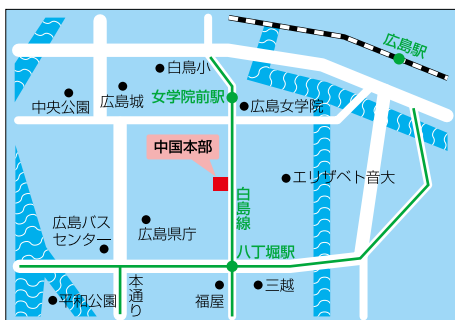 広島駅
白鳥小
中央公園
広島城
女学院前駅
広島女学院
中国本部
エリザベト音大
白島線
広島バス
センター
広島県庁
八丁堀駅
本通り
平和公園
福屋
三越